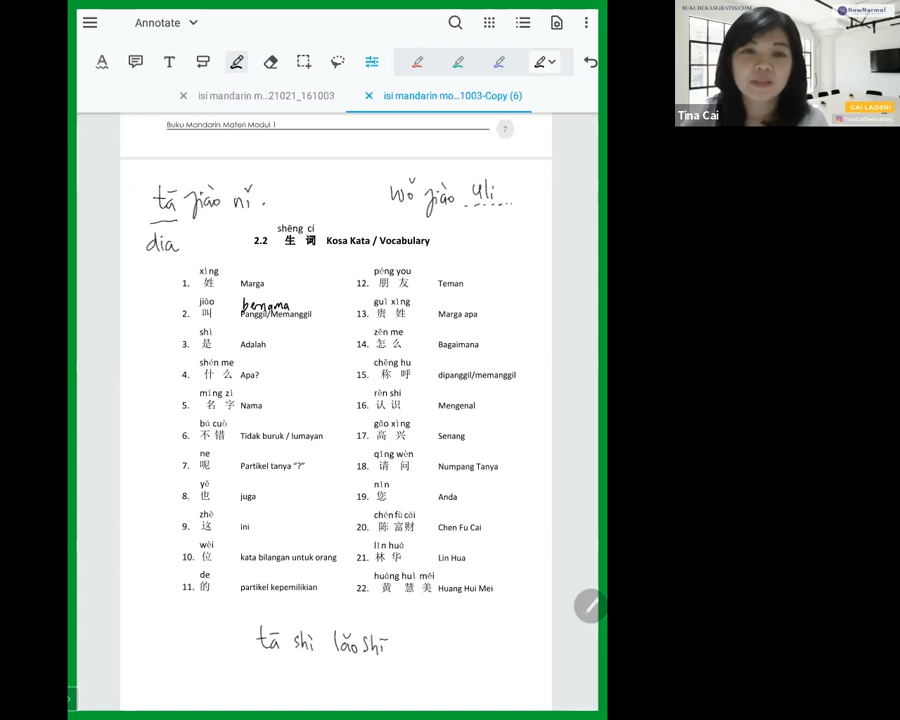 Annotate
isi mandarin m...21021_161003
isi mandarin mo...1003-Copy (6)
Buku Mandarin Materi Modul 1
7
tā jiào nǐ.
wǒ jiào uli
dia
shēng cí
2.2 生 词 Kosa Kata / Vocabulary
xìng
1. 姓 Marga
jiào
bernama
2. 叫 Panggil/Memanggil
shì
3. 是 Adalah
shén me
4. 什 么 Apa?
míng zì
5. 名 字 Nama
bú cuò
6. 不 错 Tidak buruk / lumayan
ne
7. 呢 Partikel tanya "?"
yě
8. 也 juga
zhè
9. 这 ini
wèi
10. 位 kata bilangan untuk orang
de
11. 的 partikel kepemilikian
péng you
12. 朋 友 Teman
guì xìng
13. 贵 姓 Marga apa
zěn me
14. 怎 么 Bagaimana
chēng hu
15. 称 呼 dipanggil/memanggil
rèn shi
16. 认 识 Mengenal
gāo xìng
17. 高 兴 Senang
qǐng wèn
18. 请 问 Numpang Tanya
nín
19. 您 Anda
chén fù cái
20. 陈 富财 Chen Fu Cai
lín huá
21. 林 华 Lin Hua
huáng huì měi
22. 黄 慧 美 Huang Hui Mei
tā shì lǎo shī
BUKUBEKASGRATIS.COM
NewNormal
Tina Cai
CAI LAOSHI